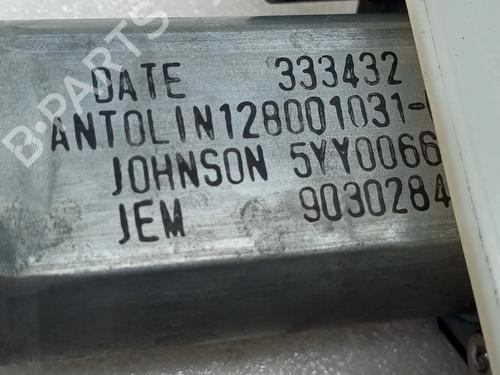 DATE 333432
ANTOLIN128001031-
JOHNSON 5YY0066
JEM 9030284
B-PARTS